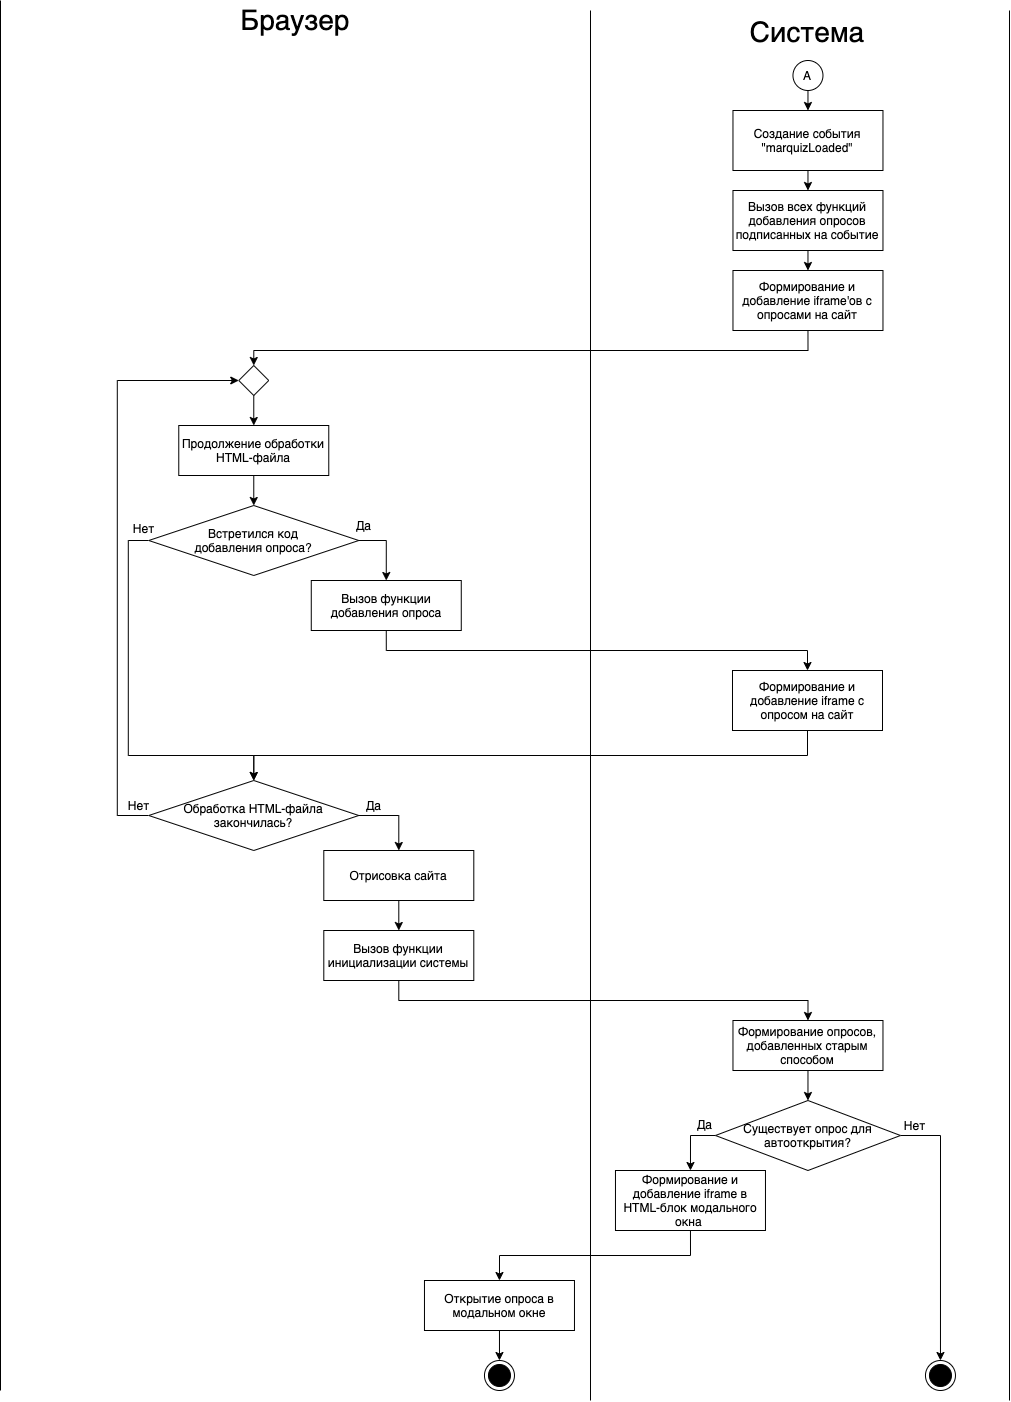 Браузер
Система
A
Создание события
"marquizLoaded"
Вызов всех функций
добавления опросов
подписанных на событие
Формирование и
добавление iframe'ов с
опросами на сайт
Продолжение обработки
HTML-файла
Встретился код
добавления опроса?
Нет
Да
Вызов функции
добавления опроса
Формирование и
добавление iframe с
опросом на сайт
Обработка HTML-файла
закончилась?
Нет
Да
Отрисовка сайта
Вызов функции
инициализации системы
Формирование опросов,
добавленных старым
способом
Существует опрос для
автооткрытия?
Да
Нет
Формирование и
добавление iframe в
HTML-блок модального
окна
Открытие опроса в
модальном окне